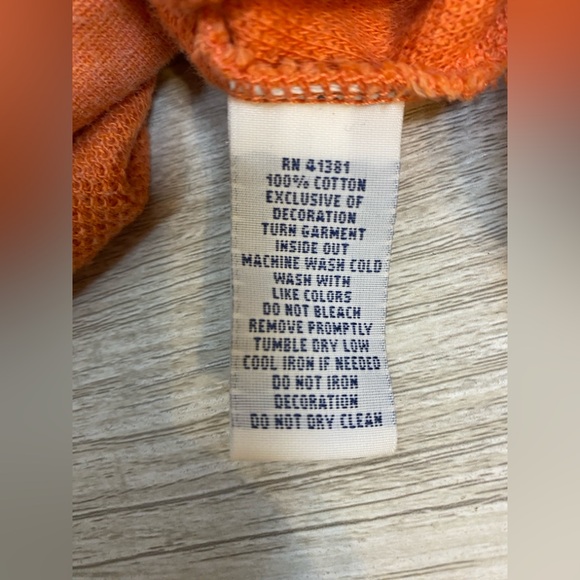 RN 41381
100% COTTON
EXCLUSIVE OF
DECORATION
TURN GARMENT
INSIDE OUT
MACHINE WASH COLD
WASH WITH
LIKE COLORS
DO NOT BLEACH
REMOVE PROMPTLY
TUMBLE DRY LOW
COOL IRON IF NEEDED
DO NOT IRON
DECORATION
DO NOT DRY CLEAN